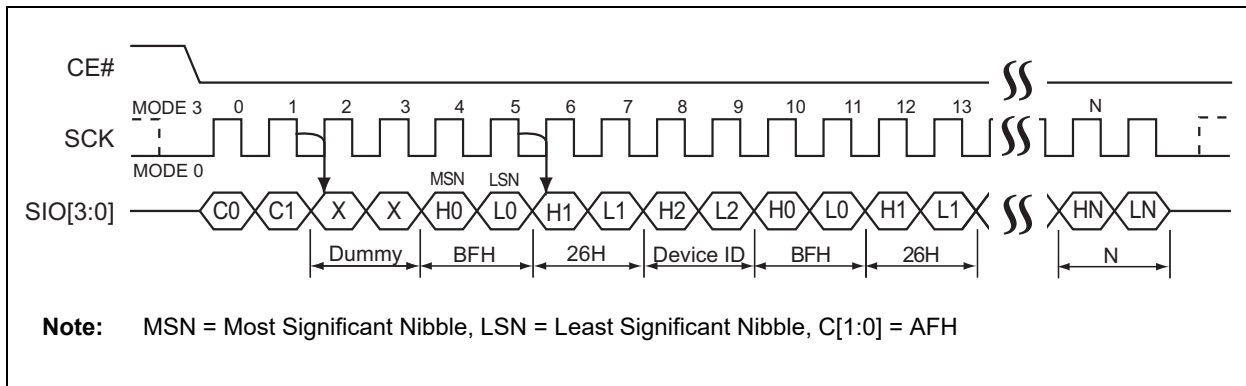 CE#
MODE 3 0 1 2 3 4 5 6 7 8 9 10 11 12 13 N
SCK
MODE 0
MSN LSN
SIO[3:0] C0 C1 X X H0 L0 H1 L1 H2 L2 H0 L0 H1 L1 HN LN
Dummy BFH 26H Device ID BFH 26H N
Note: MSN = Most Significant Nibble, LSN = Least Significant Nibble, C[1:0] = AFH